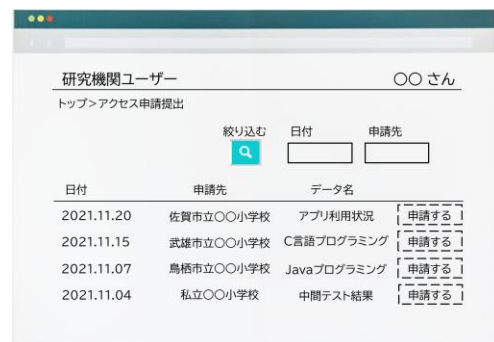 研究機関ユーザー 〇〇 さん
トップ>アクセス申請提出
絞り込む 日付 申請先
日付 申請先 データ名
2021.11.20 佐賀市立〇〇小学校 アプリ利用状況 申請する
2021.11.15 武雄市立〇〇小学校 C言語プログラミング 申請する
2021.11.07 鳥栖市立〇〇小学校 Javaプログラミング 申請する
2021.11.04 私立〇〇小学校 中間テスト結果 申請する